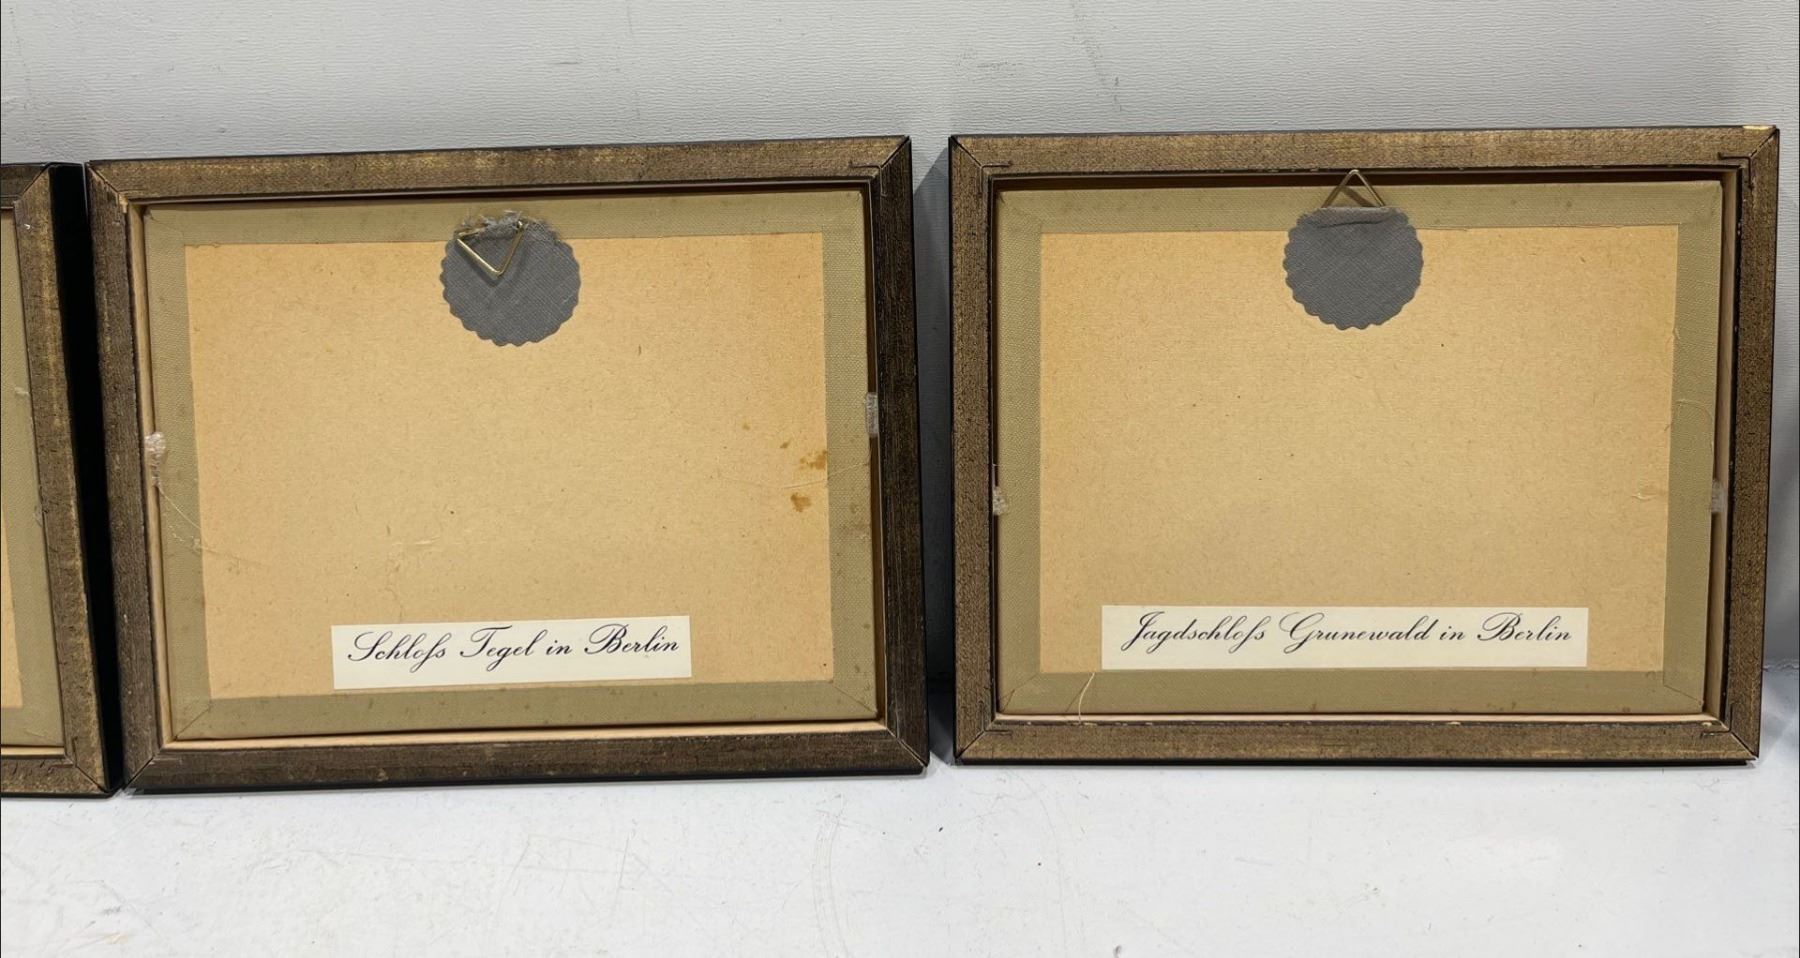 Schloſs Tegel in Berlin
Jagdschloſs Grunewald in Berlin